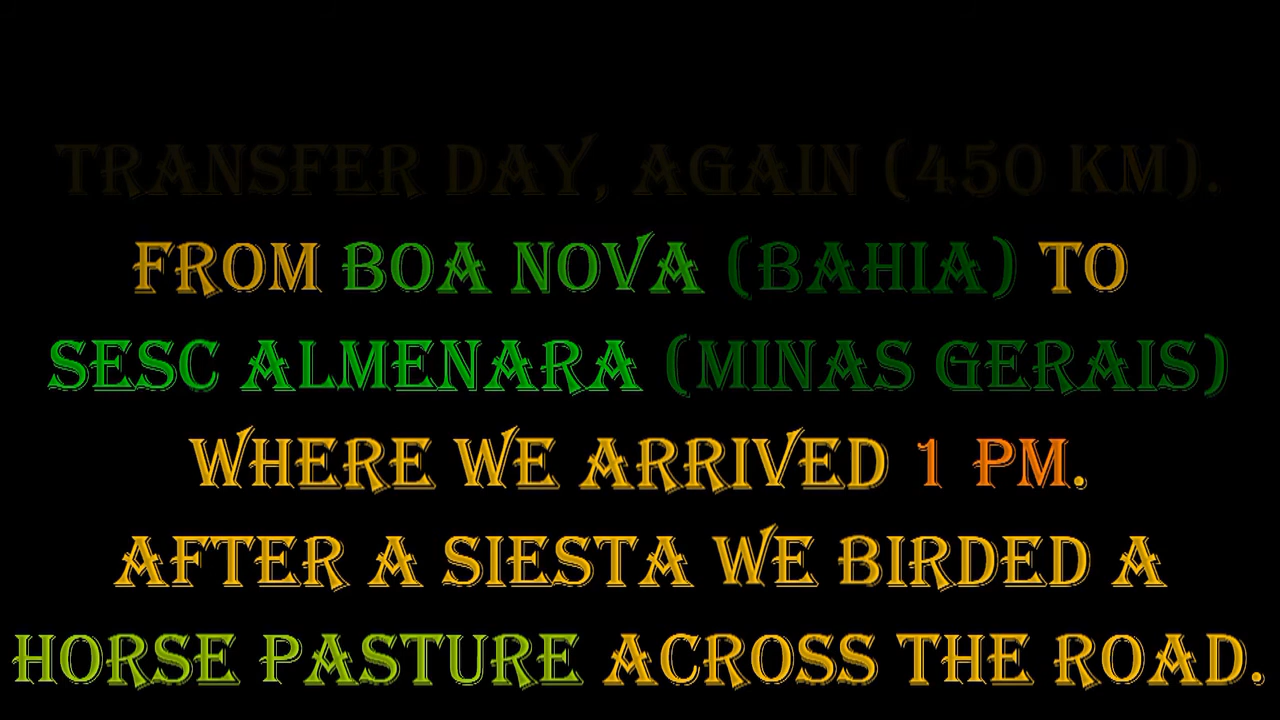 TRANSFER DAY, AGAIN (450 KM).
FROM BOA NOVA (BAHIA) TO
SESC ALMENARA (MINAS GERAIS)
WHERE WE ARRIVED 1 PM.
AFTER A SIESTA WE BIRDED A
HORSE PASTURE ACROSS THE ROAD.